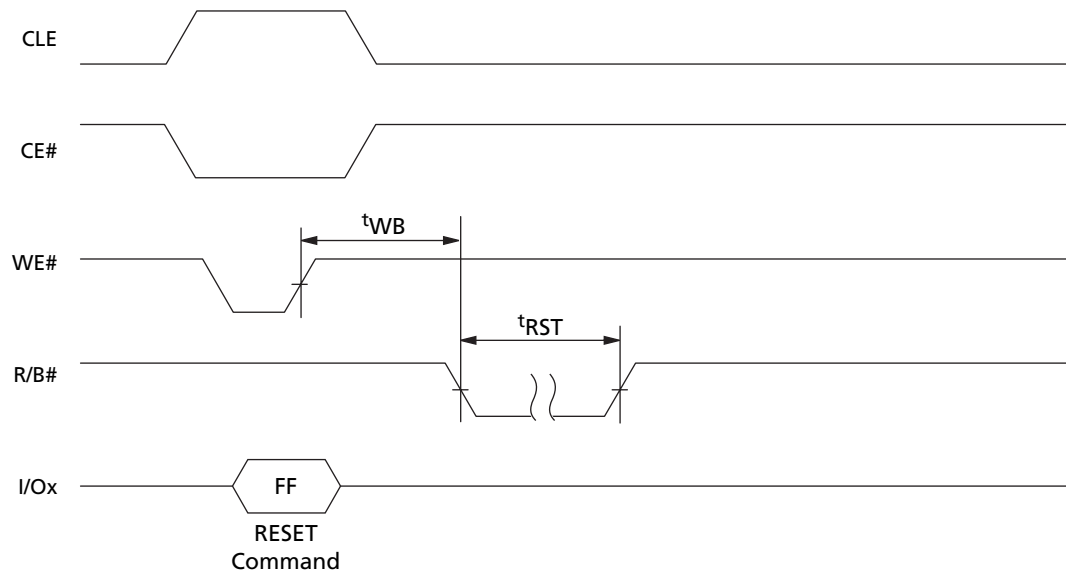 CLE
CE#
tWB
WE#
tRST
R/B#
I/Ox
FF
RESET
Command